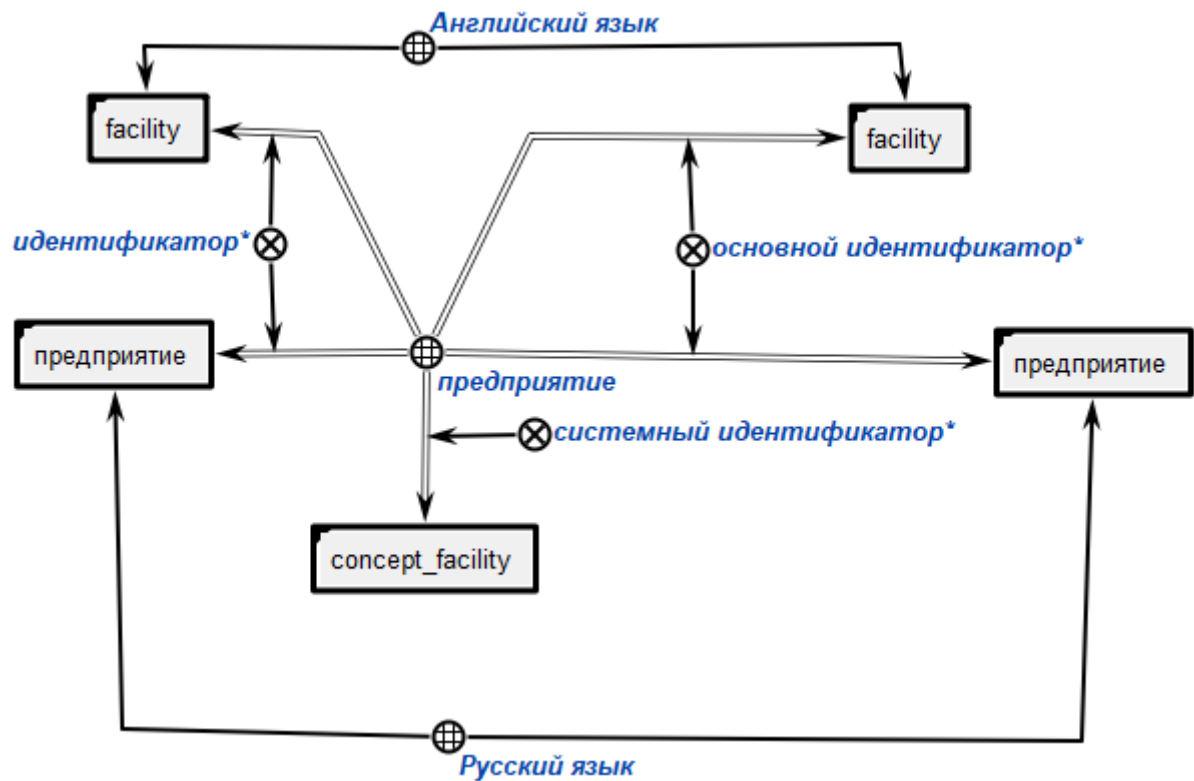 Английский язык
facility
facility
идентификатор*
основной идентификатор*
предприятие
предприятие
предприятие
системный идентификатор*
concept_facility
Русский язык